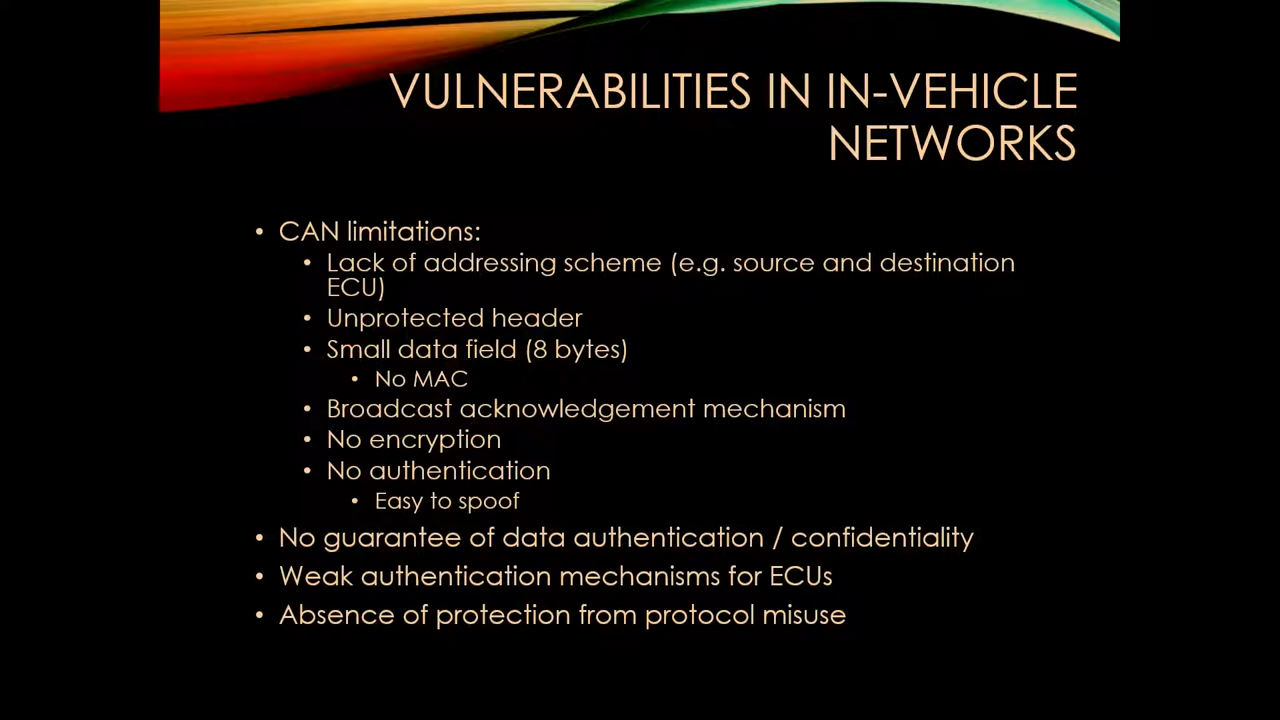 VULNERABILITIES IN IN-VEHICLE
NETWORKS
• CAN limitations:
• Lack of addressing scheme (e.g. source and destination
ECU)
• Unprotected header
• Small data field (8 bytes)
• No MAC
• Broadcast acknowledgement mechanism
• No encryption
• No authentication
• Easy to spoof
• No guarantee of data authentication / confidentiality
• Weak authentication mechanisms for ECUs
• Absence of protection from protocol misuse